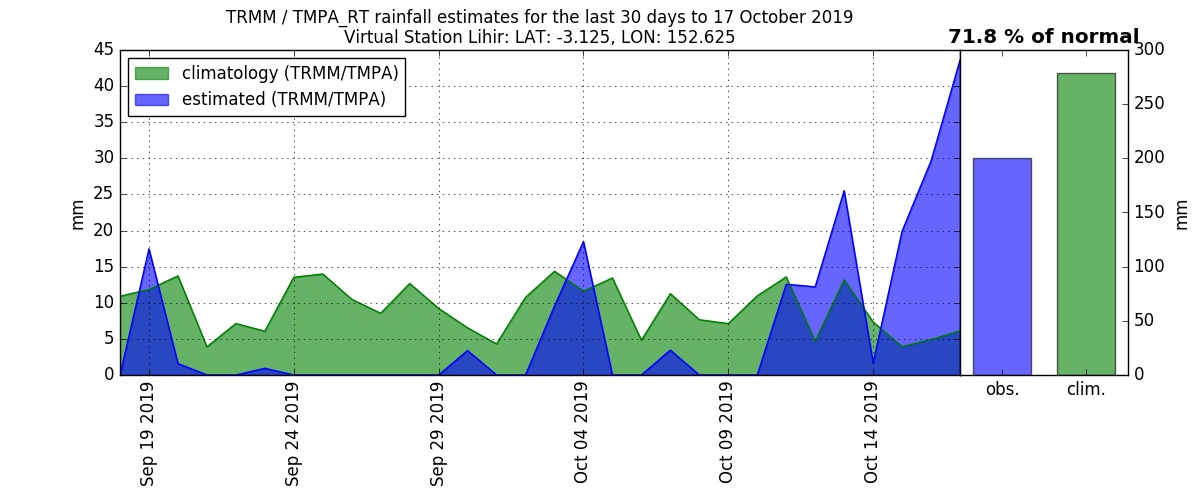 TRMM / TMPA_RT rainfall estimates for the last 30 days to 17 October 2019
Virtual Station Lihir: LAT: -3.125, LON: 152.625
71.8 % of normal
climatology (TRMM/TMPA)
estimated (TRMM/TMPA)
45
40
35
30
25
20
15
10
5
0
mm
Sep 19 2019
Sep 24 2019
Sep 29 2019
Oct 04 2019
Oct 09 2019
Oct 14 2019
300
250
200
150
100
50
0
mm
obs.
clim.